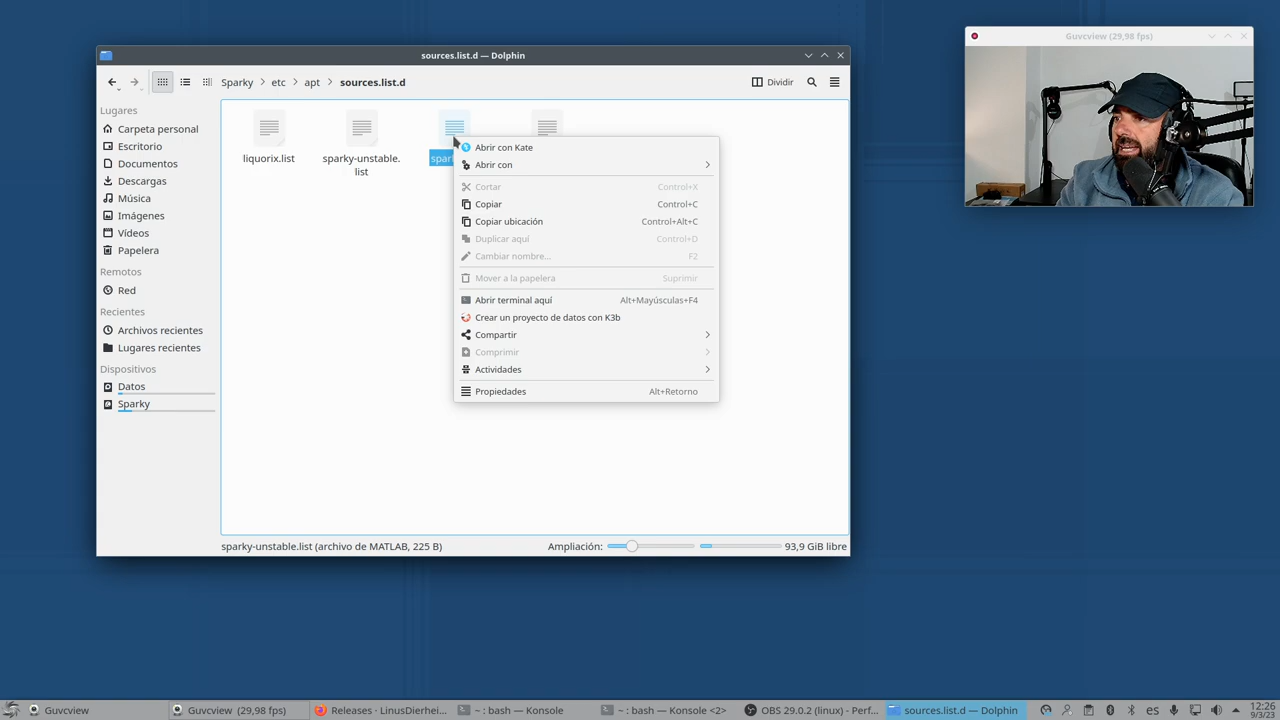 sources.list.d — Dolphin
Guvcview (29,98 fps)
Sparky > etc > apt > sources.list.d
Dividir
Lugares
Carpeta personal
Escritorio
Documentos
Descargas
Música
Imágenes
Vídeos
Papelera
Remotos
Red
Recientes
Archivos recientes
Lugares recientes
Dispositivos
Datos
Sparky
liquorix.list
sparky-unstable.
list
Abrir con Kate
Abrir con
Cortar Control+X
Copiar Control+C
Copiar ubicación Control+Alt+C
Duplicar aquí Control+D
Cambiar nombre... F2
Mover a la papelera Suprimir
Abrir terminal aquí Alt+Mayúsculas+F4
Crear un proyecto de datos con K3b
Compartir
Comprimir
Actividades
Propiedades Alt+Retorno
sparky-unstable.list (archivo de MATLAB, 225 B)
Ampliación:
93,9 GiB libre
Guvcview
Guvcview (29,98 fps)
Releases · LinusDierhei...
~ : bash — Konsole
~ : bash — Konsole <2>
OBS 29.0.2 (linux) - Perf...
sources.list.d — Dolphin
es
12:26
9/3/23